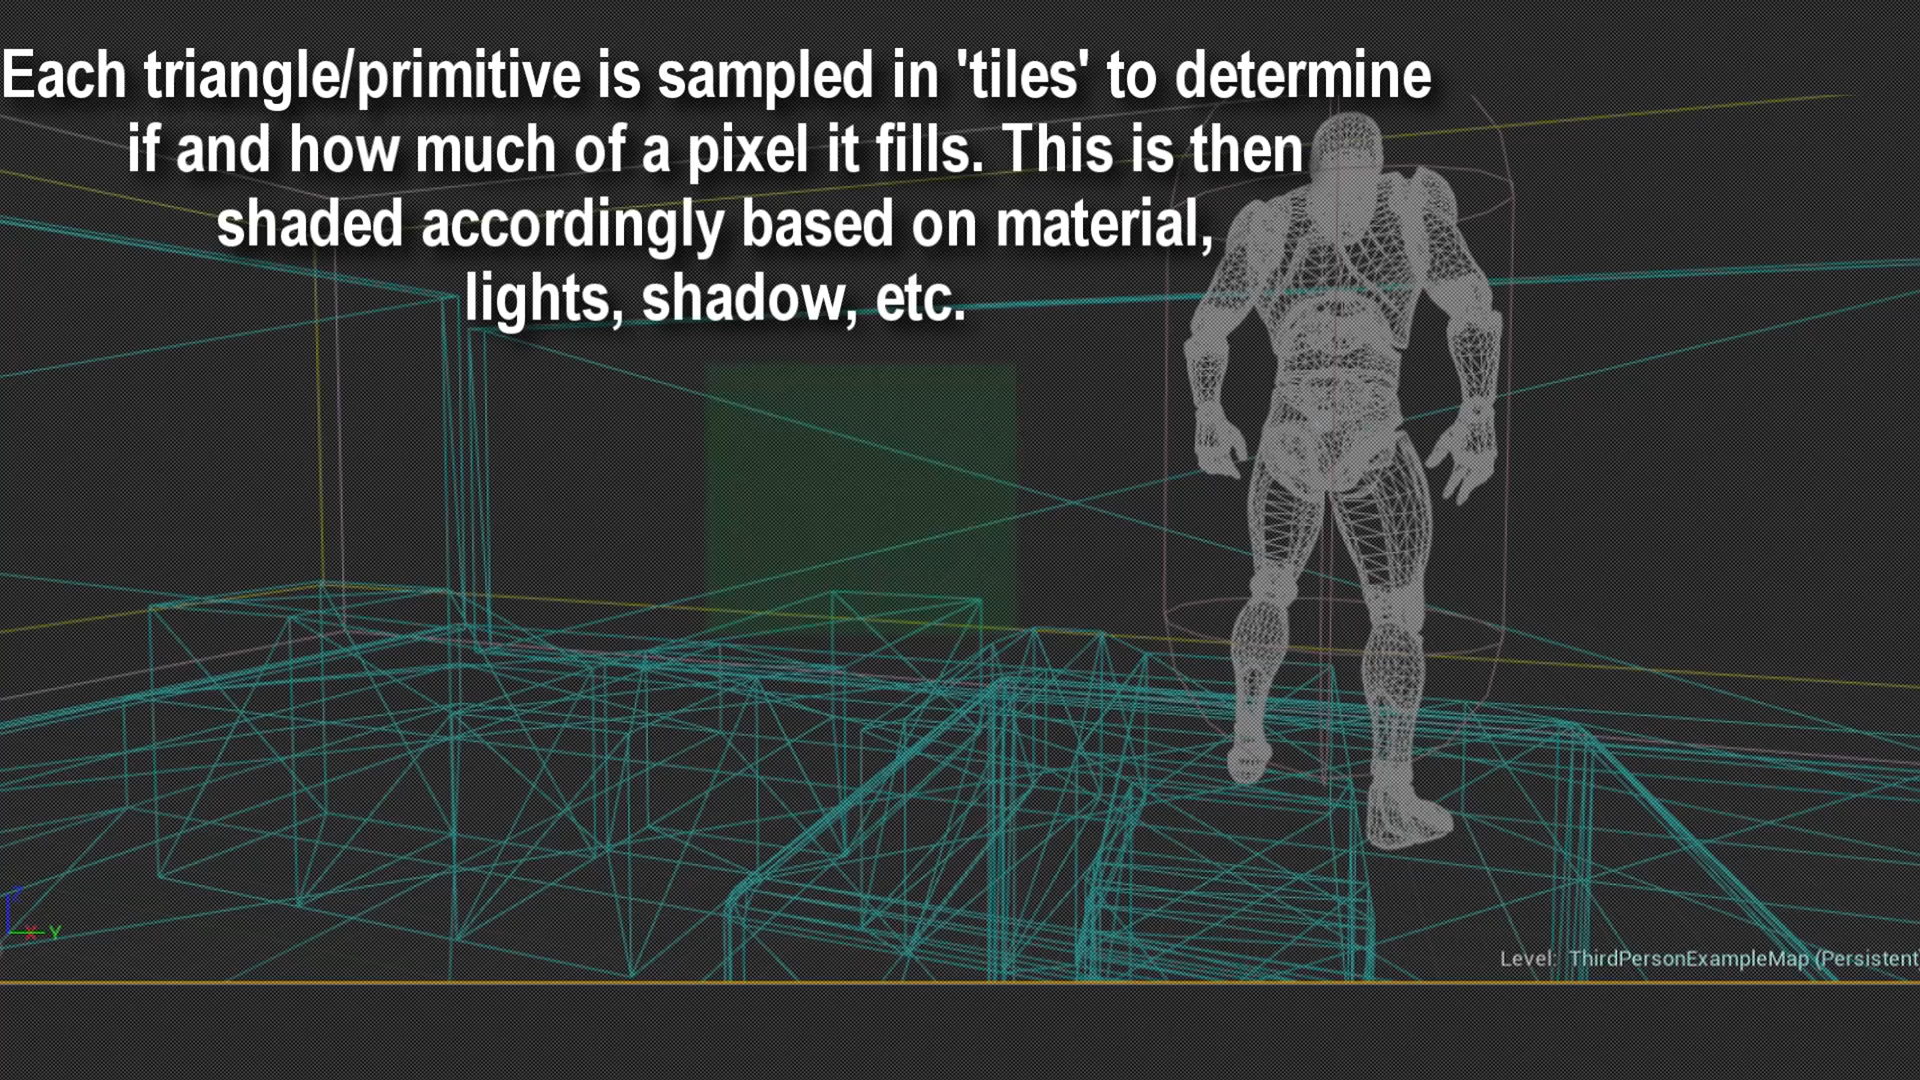 Each triangle/primitive is sampled in 'tiles' to determine
if and how much of a pixel it fills. This is then
shaded accordingly based on material,
lights, shadow, etc.
Z
X Y
Level: ThirdPersonExampleMap (Persistent